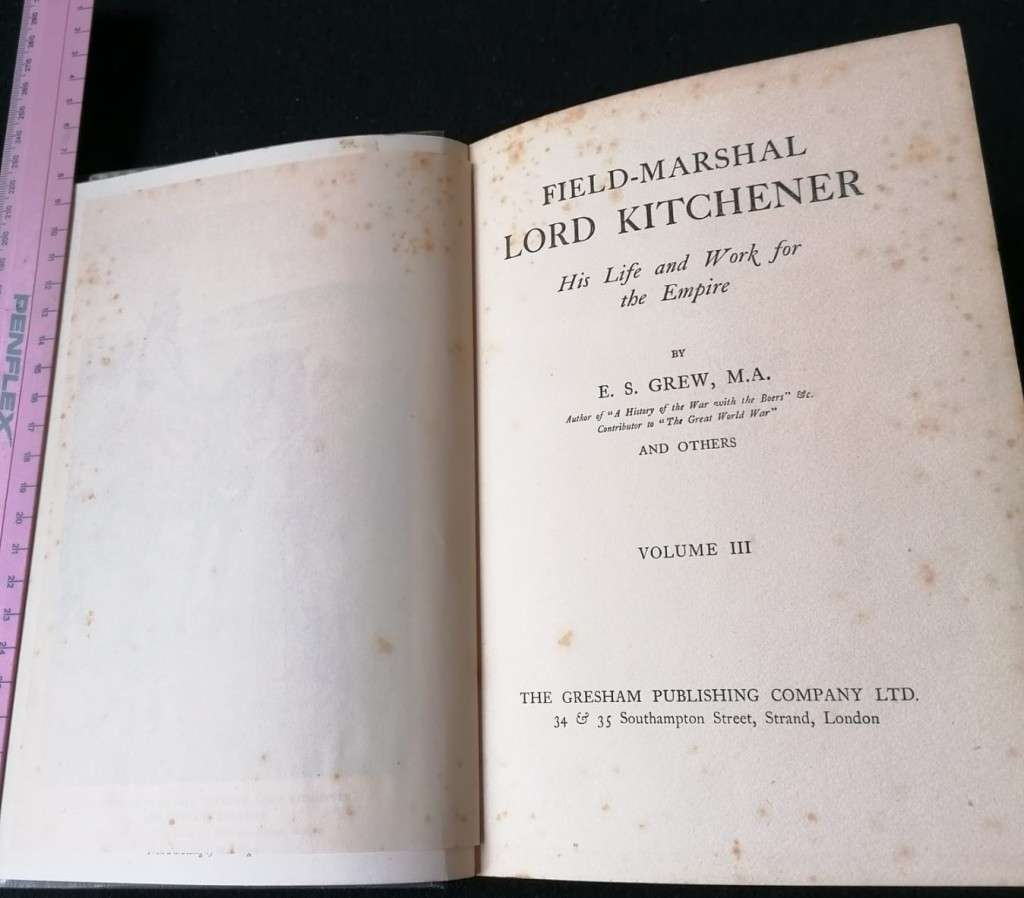 PENFLEX
FIELD-MARSHAL
LORD KITCHENER
His Life and Work for
the Empire
BY
E. S. GREW, M.A.
Author of "A History of the War with the Boers" &c.
Contributor to "The Great World War"
AND OTHERS
VOLUME III
THE GRESHAM PUBLISHING COMPANY LTD.
34 & 35 Southampton Street, Strand, London